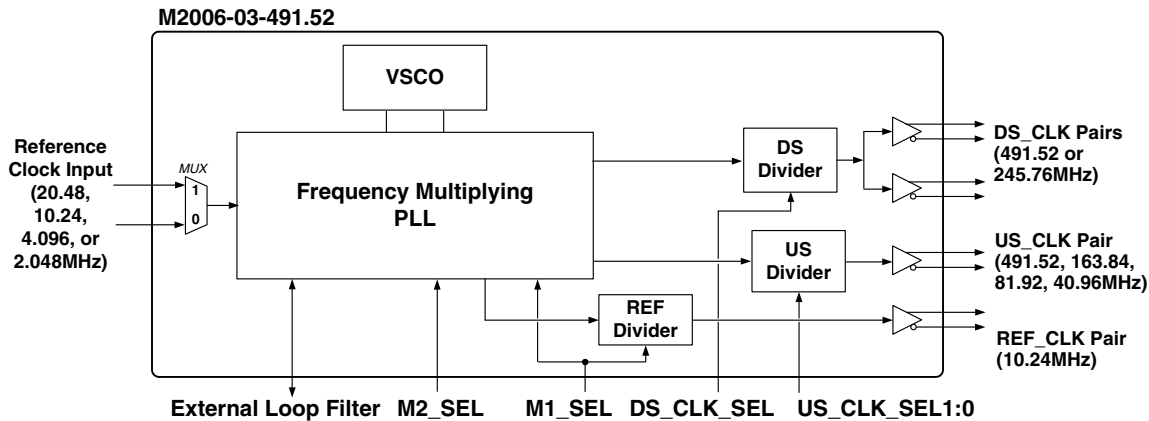 M2006-03-491.52
VSCO
Reference
Clock Input
(20.48,
10.24,
4.096, or
2.048MHz)
MUX
1
0
Frequency Multiplying
PLL
DS
Divider
DS_CLK Pairs
(491.52 or
245.76MHz)
US
Divider
US_CLK Pair
(491.52, 163.84,
81.92, 40.96MHz)
REF
Divider
REF_CLK Pair
(10.24MHz)
External Loop Filter
M2_SEL
M1_SEL
DS_CLK_SEL
US_CLK_SEL1:0